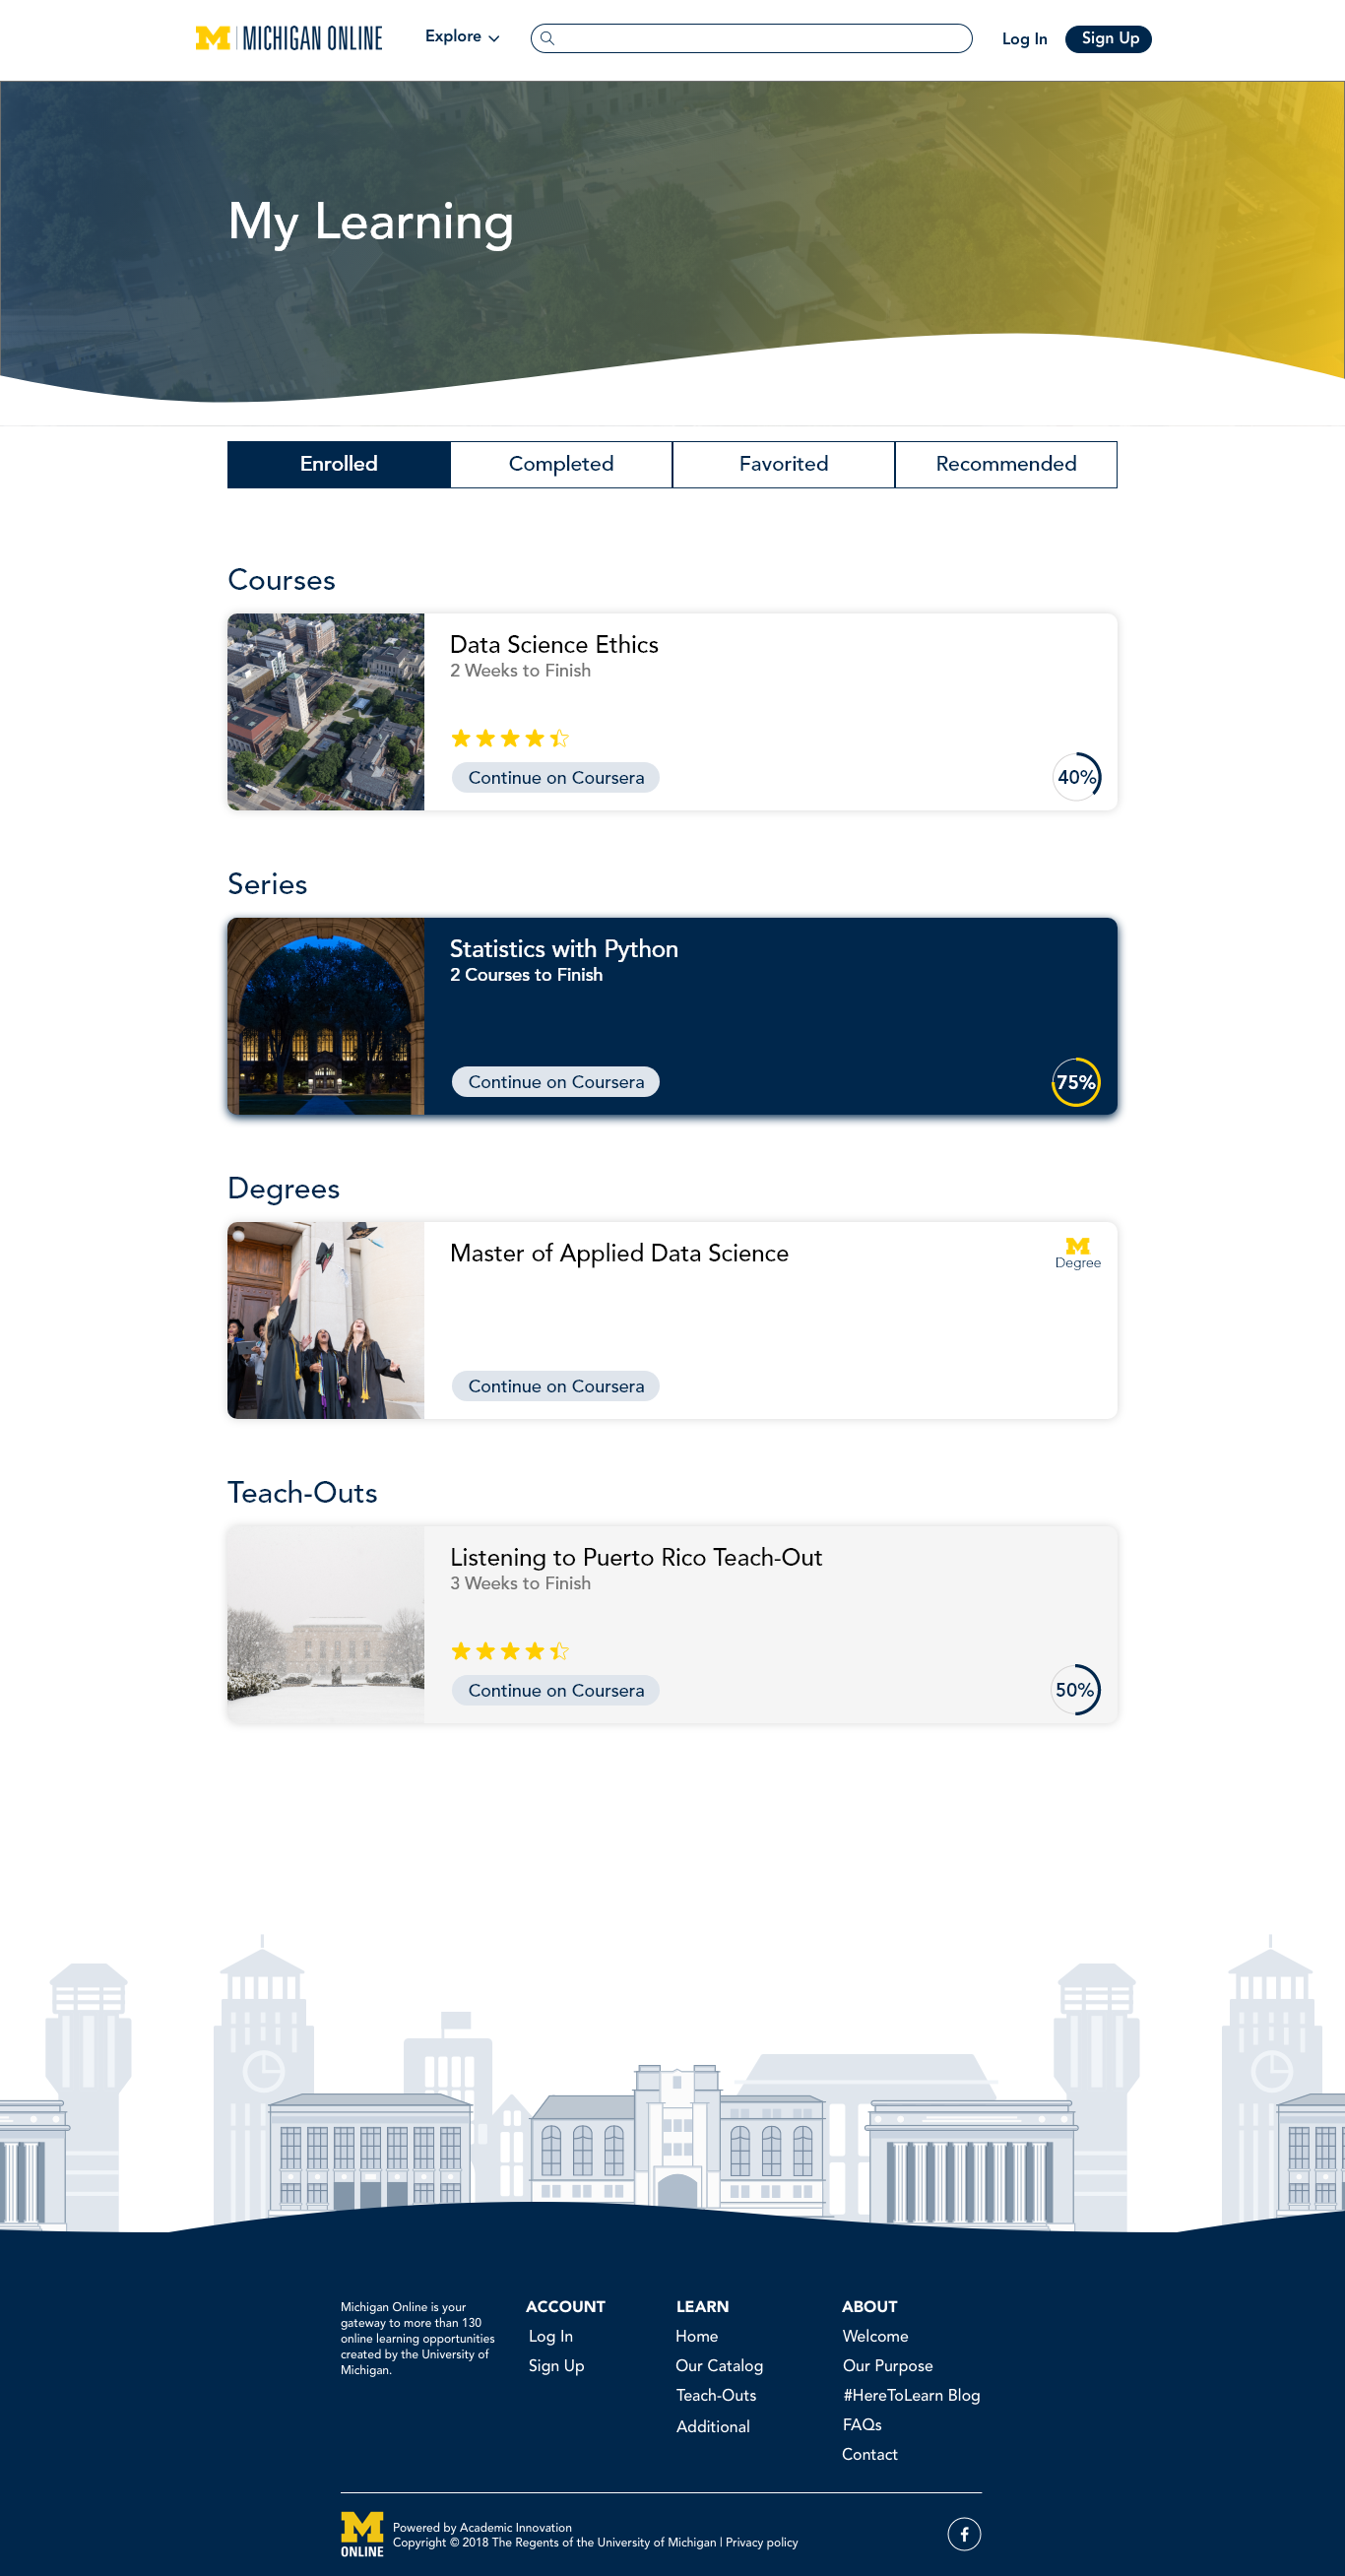 M | MICHIGAN ONLINE
Explore
Log In
Sign Up
My Learning
Enrolled
Completed
Favorited
Recommended
Courses
Data Science Ethics
2 Weeks to Finish
Continue on Coursera
40%
Series
Statistics with Python
2 Courses to Finish
Continue on Coursera
75%
Degrees
Master of Applied Data Science
M
Degree
Continue on Coursera
Teach-Outs
Listening to Puerto Rico Teach-Out
3 Weeks to Finish
Continue on Coursera
50%
Michigan Online is your
gateway to more than 130
online learning opportunities
created by the University of
Michigan.
ACCOUNT
Log In
Sign Up
LEARN
Home
Our Catalog
Teach-Outs
Additional
ABOUT
Welcome
Our Purpose
#HereToLearn Blog
FAQs
Contact
M
ONLINE
Powered by Academic Innovation
Copyright © 2018 The Regents of the University of Michigan | Privacy policy
f